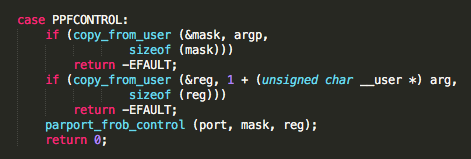 case PPFCONTROL:
if (copy_from_user (&mask, argp,
sizeof (mask)))
return -EFAULT;
if (copy_from_user (&reg, 1 + (unsigned char __user *) arg,
sizeof (reg)))
return -EFAULT;
parport_frob_control (port, mask, reg);
return 0;